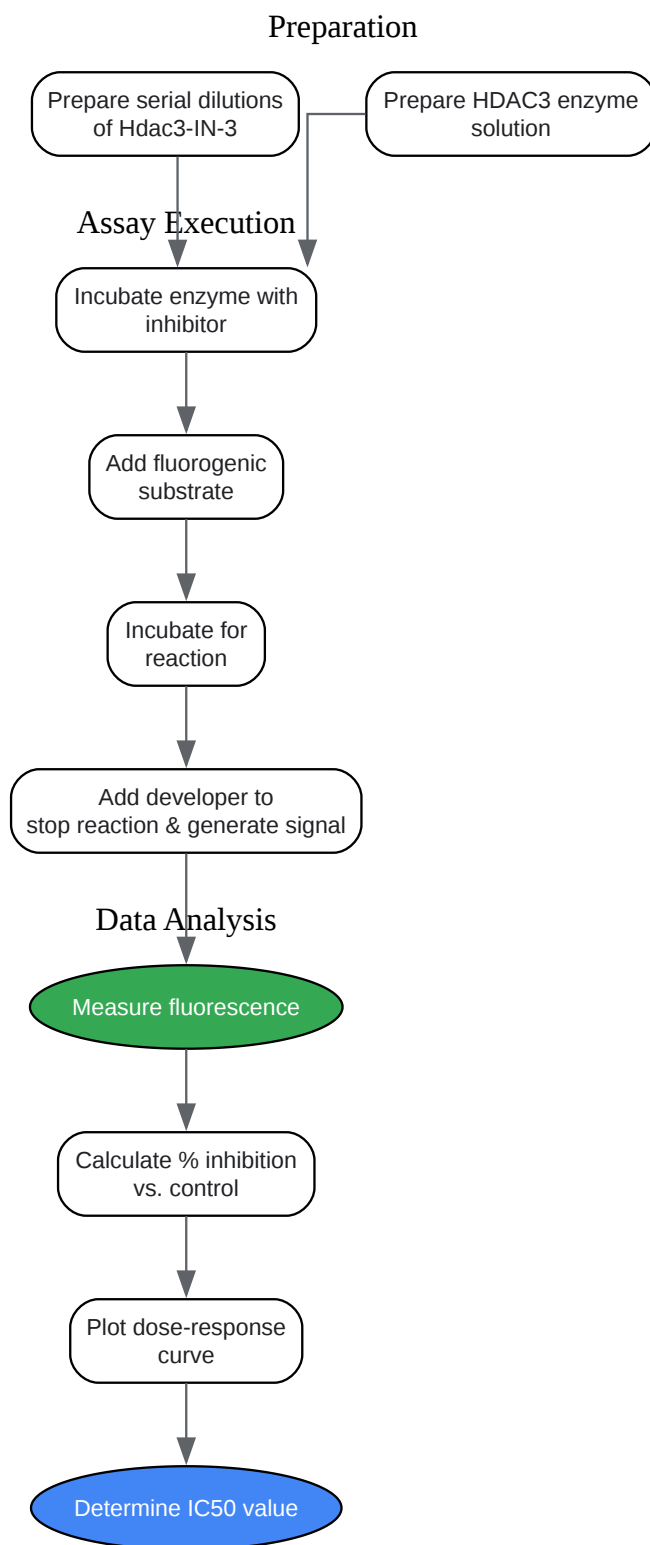 Preparation
Prepare serial dilutions
of Hdac3-IN-3
Prepare HDAC3 enzyme
solution
Assay Execution
Incubate enzyme with
inhibitor
Add fluorogenic
substrate
Incubate for
reaction
Add developer to
stop reaction & generate signal
Data Analysis
Measure fluorescence
Calculate % inhibition
vs. control
Plot dose-response
curve
Determine IC50 value